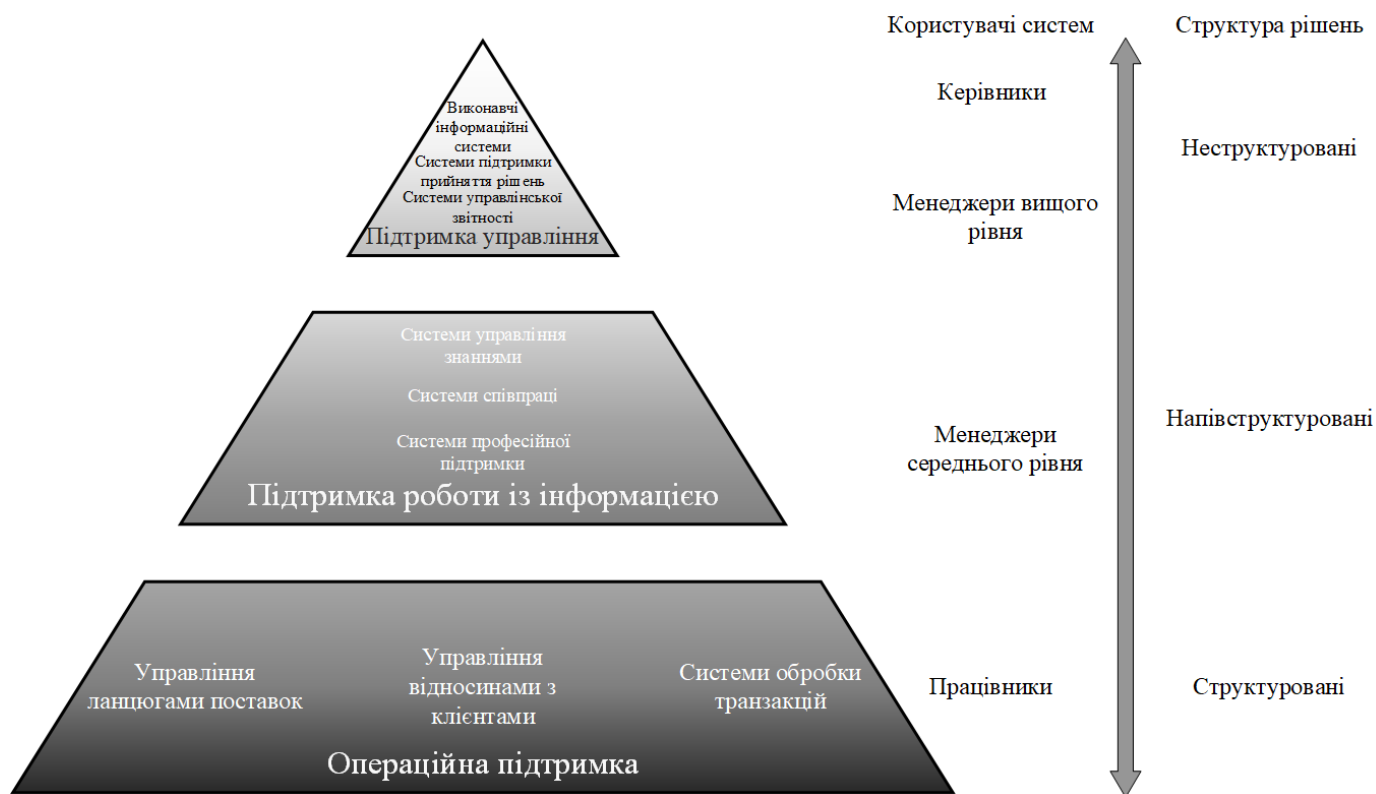 Користувачі систем
Структура рішень
Керівники
Неструктуровані
Менеджери вищого
рівня
Виконавчі
інформаційні
системи
Системи підтримки
прийняття рішень
Системи управлінської
звітності
Підтримка управління
Системи управління
знаннями
Системи співпраці
Системи професійної
підтримки
Підтримка роботи із інформацією
Менеджери
середнього рівня
Напівструктуровані
Управління
ланцюгами поставок
Управління
відносинами з
клієнтами
Системи обробки
транзакцій
Операційна підтримка
Працівники
Структуровані